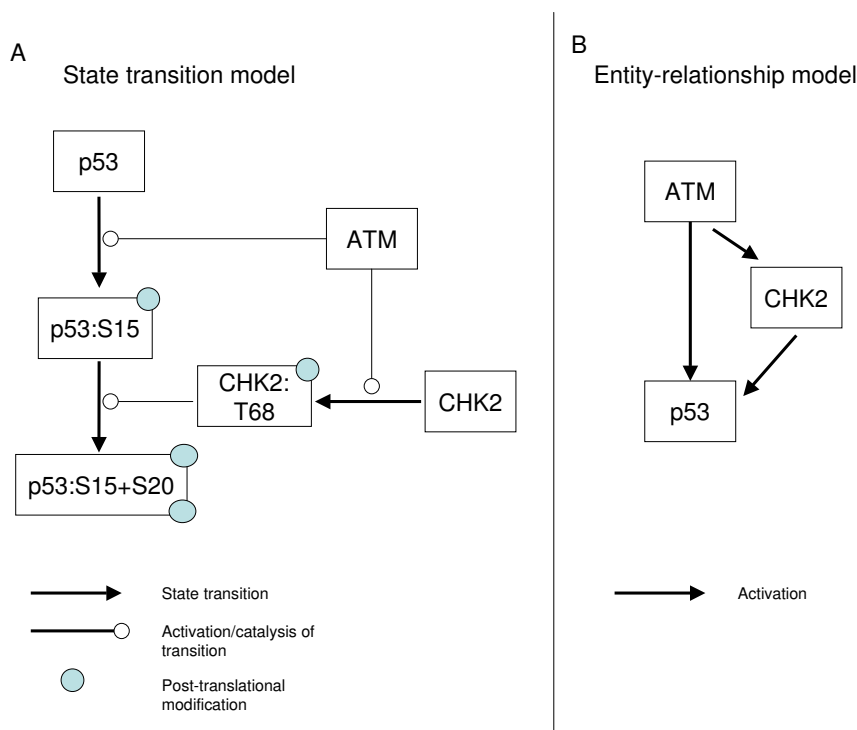 A
State transition model
p53
ATM
p53:S15
CHK2:
T68
CHK2
p53:S15+S20
State transition
Activation/catalysis of
transition
Post-translational
modification
B
Entity-relationship model
ATM
CHK2
p53
Activation